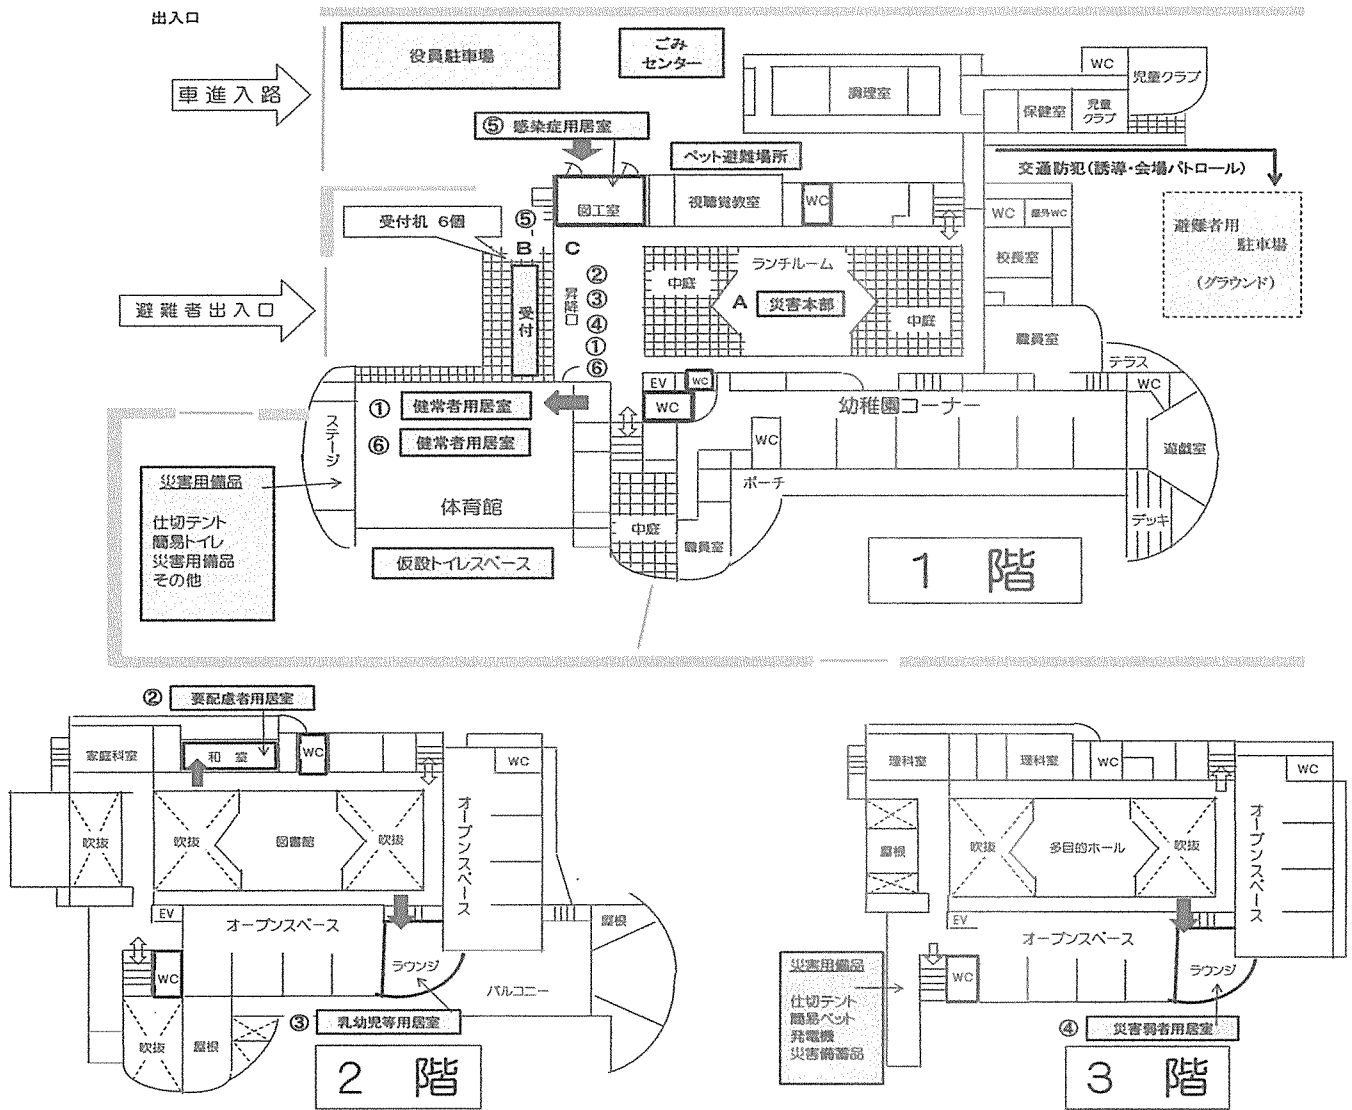 出入口
役員駐車場
ごみ
センター
車進入路
調理室
WC
児童クラブ
保健室
児童
クラブ
⑤ 感染症用居室
ペット避難場所
交通防犯(誘導・会場パトロール)
図工室
視聴覚教室
WC
WC
屋外WC
避難者用
駐車場
(グラウンド)
受付机 6個
⑤
B
C
校長室
ランチルーム
中庭
A
災害本部
中庭
②
③
④
①
⑥
昇降口
受付
避難者出入口
職員室
テラス
EV
WC
WC
WC
幼稚園コーナー
① 健常者用居室
⑥ 健常者用居室
ステージ
WC
遊戯室
災害用備品
仕切テント
簡易トイレ
災害用備品
その他
体育館
ポーチ
中庭
職員室
デッキ
仮設トイレスペース
1 階
② 要配慮者用居室
家庭科室
和室
WC
WC
吹抜
吹抜
図書館
吹抜
オープンスペース
EV
オープンスペース
屋根
WC
ラウンジ
バルコニー
③ 乳幼児等用居室
吹抜
屋根
2 階
理科室
理科室
WC
WC
屋根
吹抜
多目的ホール
吹抜
オープンスペース
EV
オープンスペース
災害用備品
仕切テント
簡易ベット
発電機
災害備蓄品
WC
ラウンジ
④ 災害弱者用居室
3 階